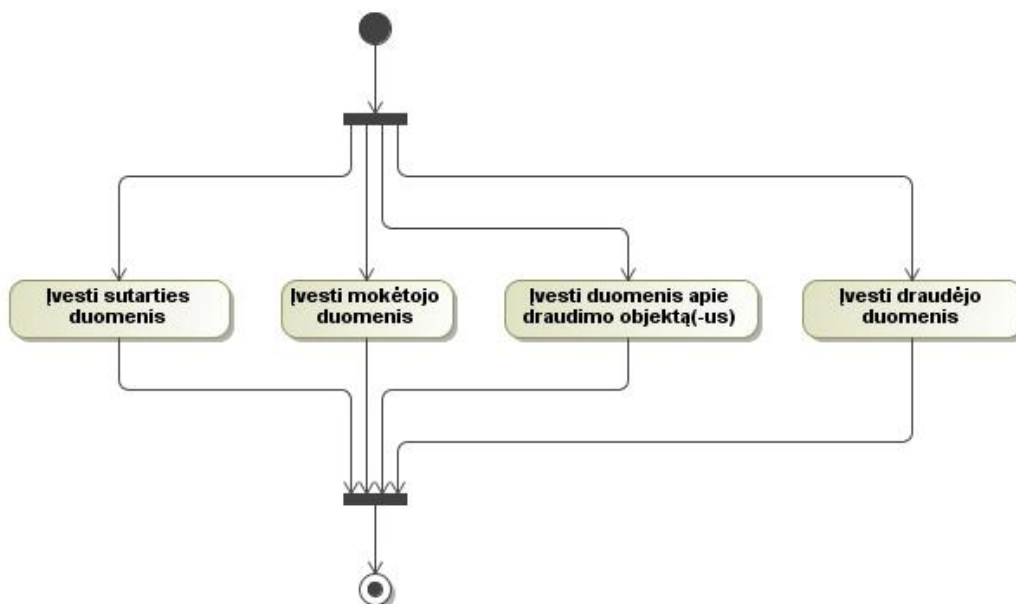 Įvesti sutarties
duomenis
Įvesti mokėtojo
duomenis
Įvesti duomenis apie
draudimo objektą(-us)
Įvesti draudėjo
duomenis